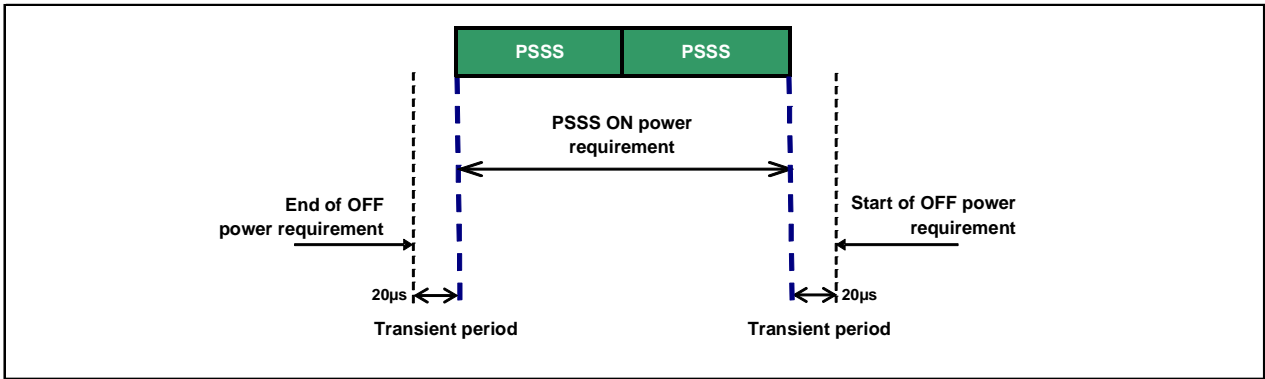 PSSS PSSS
PSSS ON power
requirement
End of OFF
power requirement
Start of OFF power
requirement
20µs
20µs
Transient period
Transient period